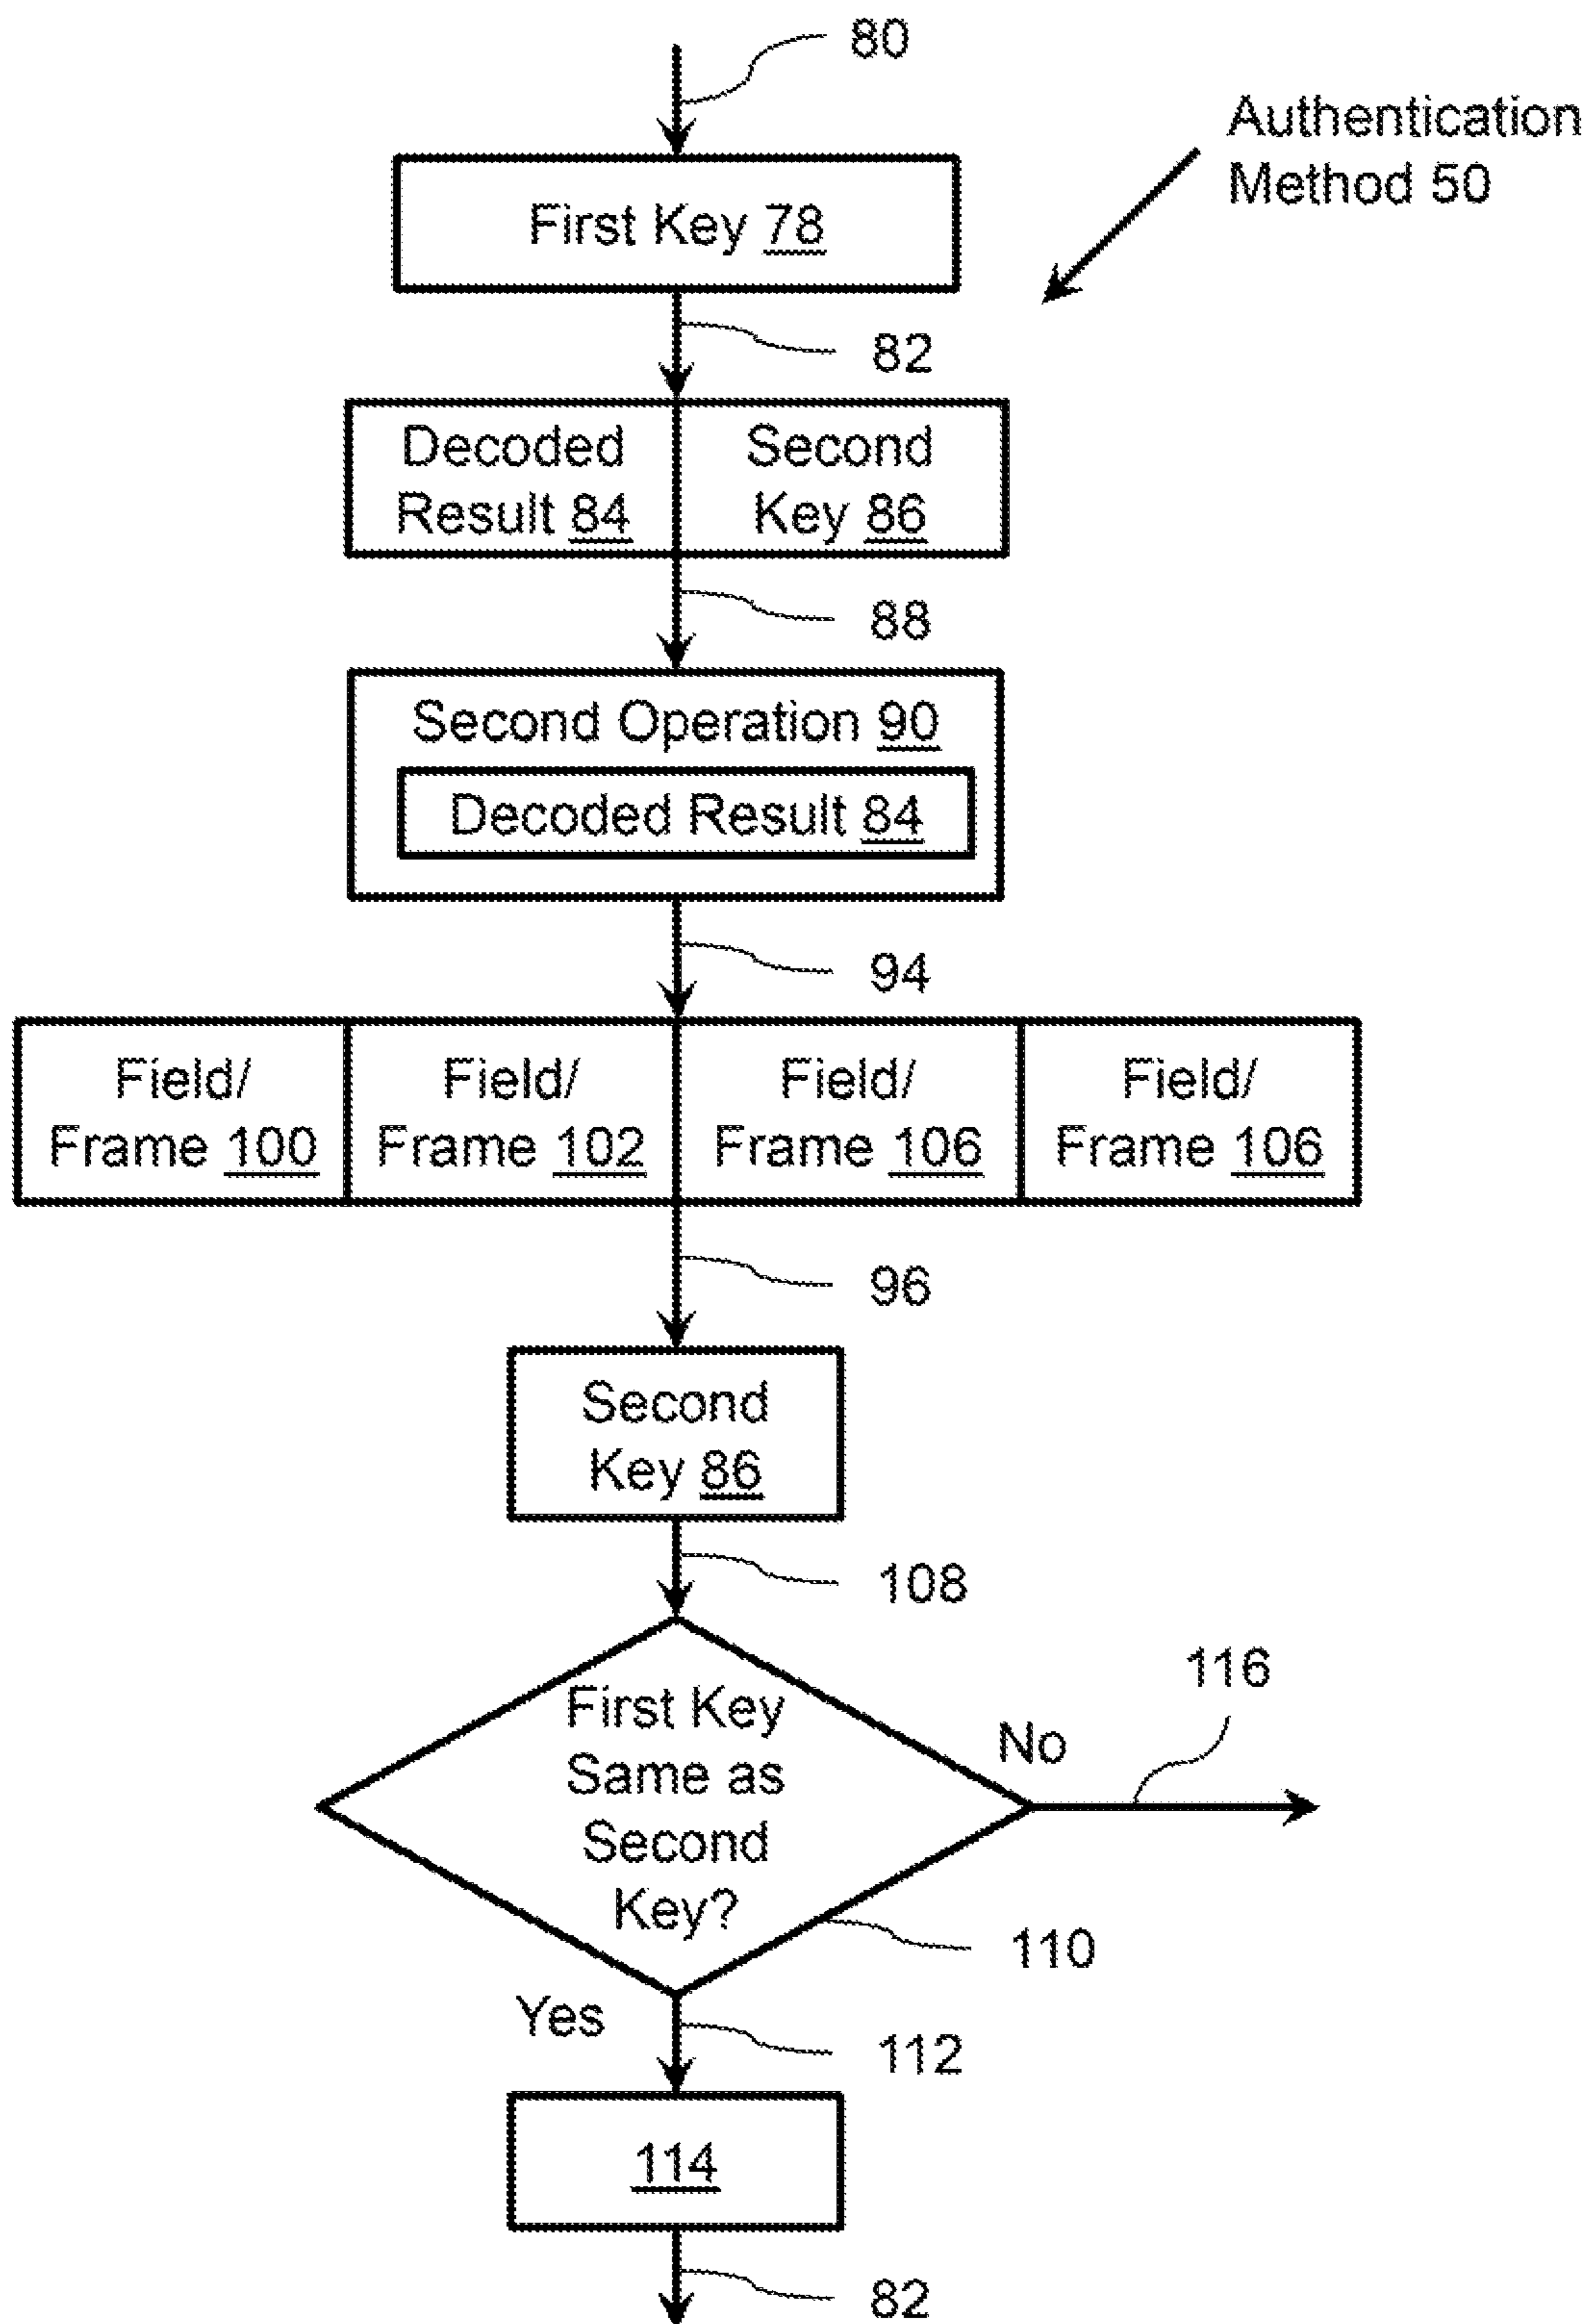 80
Authentication
Method 50
First Key 78
82
Decoded
Result 84
Second
Key 86
88
Second Operation 90
Decoded Result 84
94
Field/
Frame 100
Field/
Frame 102
Field/
Frame 106
Field/
Frame 106
96
Second
Key 86
108
First Key
Same as
Second
Key?
No
116
110
Yes
112
114
82